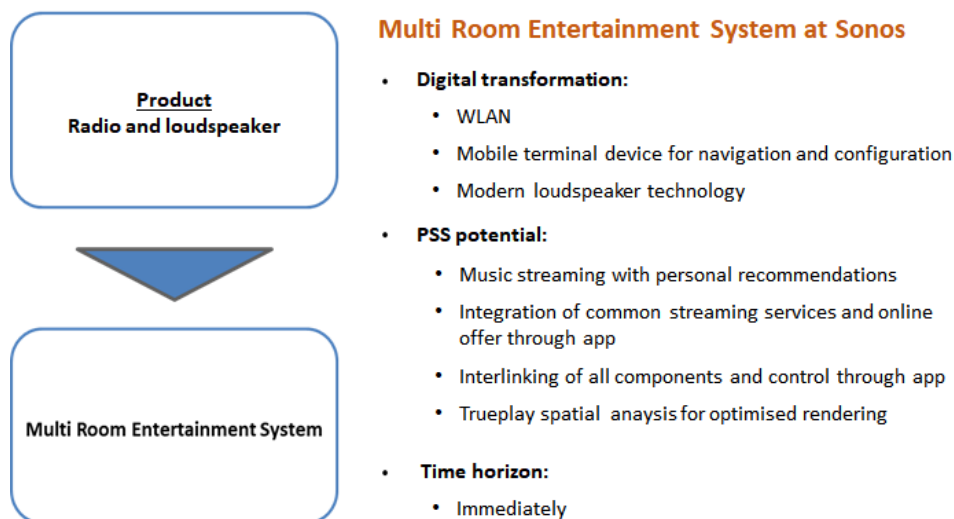 Product
Radio and loudspeaker
Multi Room Entertainment System
Multi Room Entertainment System at Sonos
• Digital transformation:
• WLAN
• Mobile terminal device for navigation and configuration
• Modern loudspeaker technology
• PSS potential:
• Music streaming with personal recommendations
• Integration of common streaming services and online
offer through app
• Interlinking of all components and control through app
• Trueplay spatial anaysis for optimised rendering
• Time horizon:
• Immediately